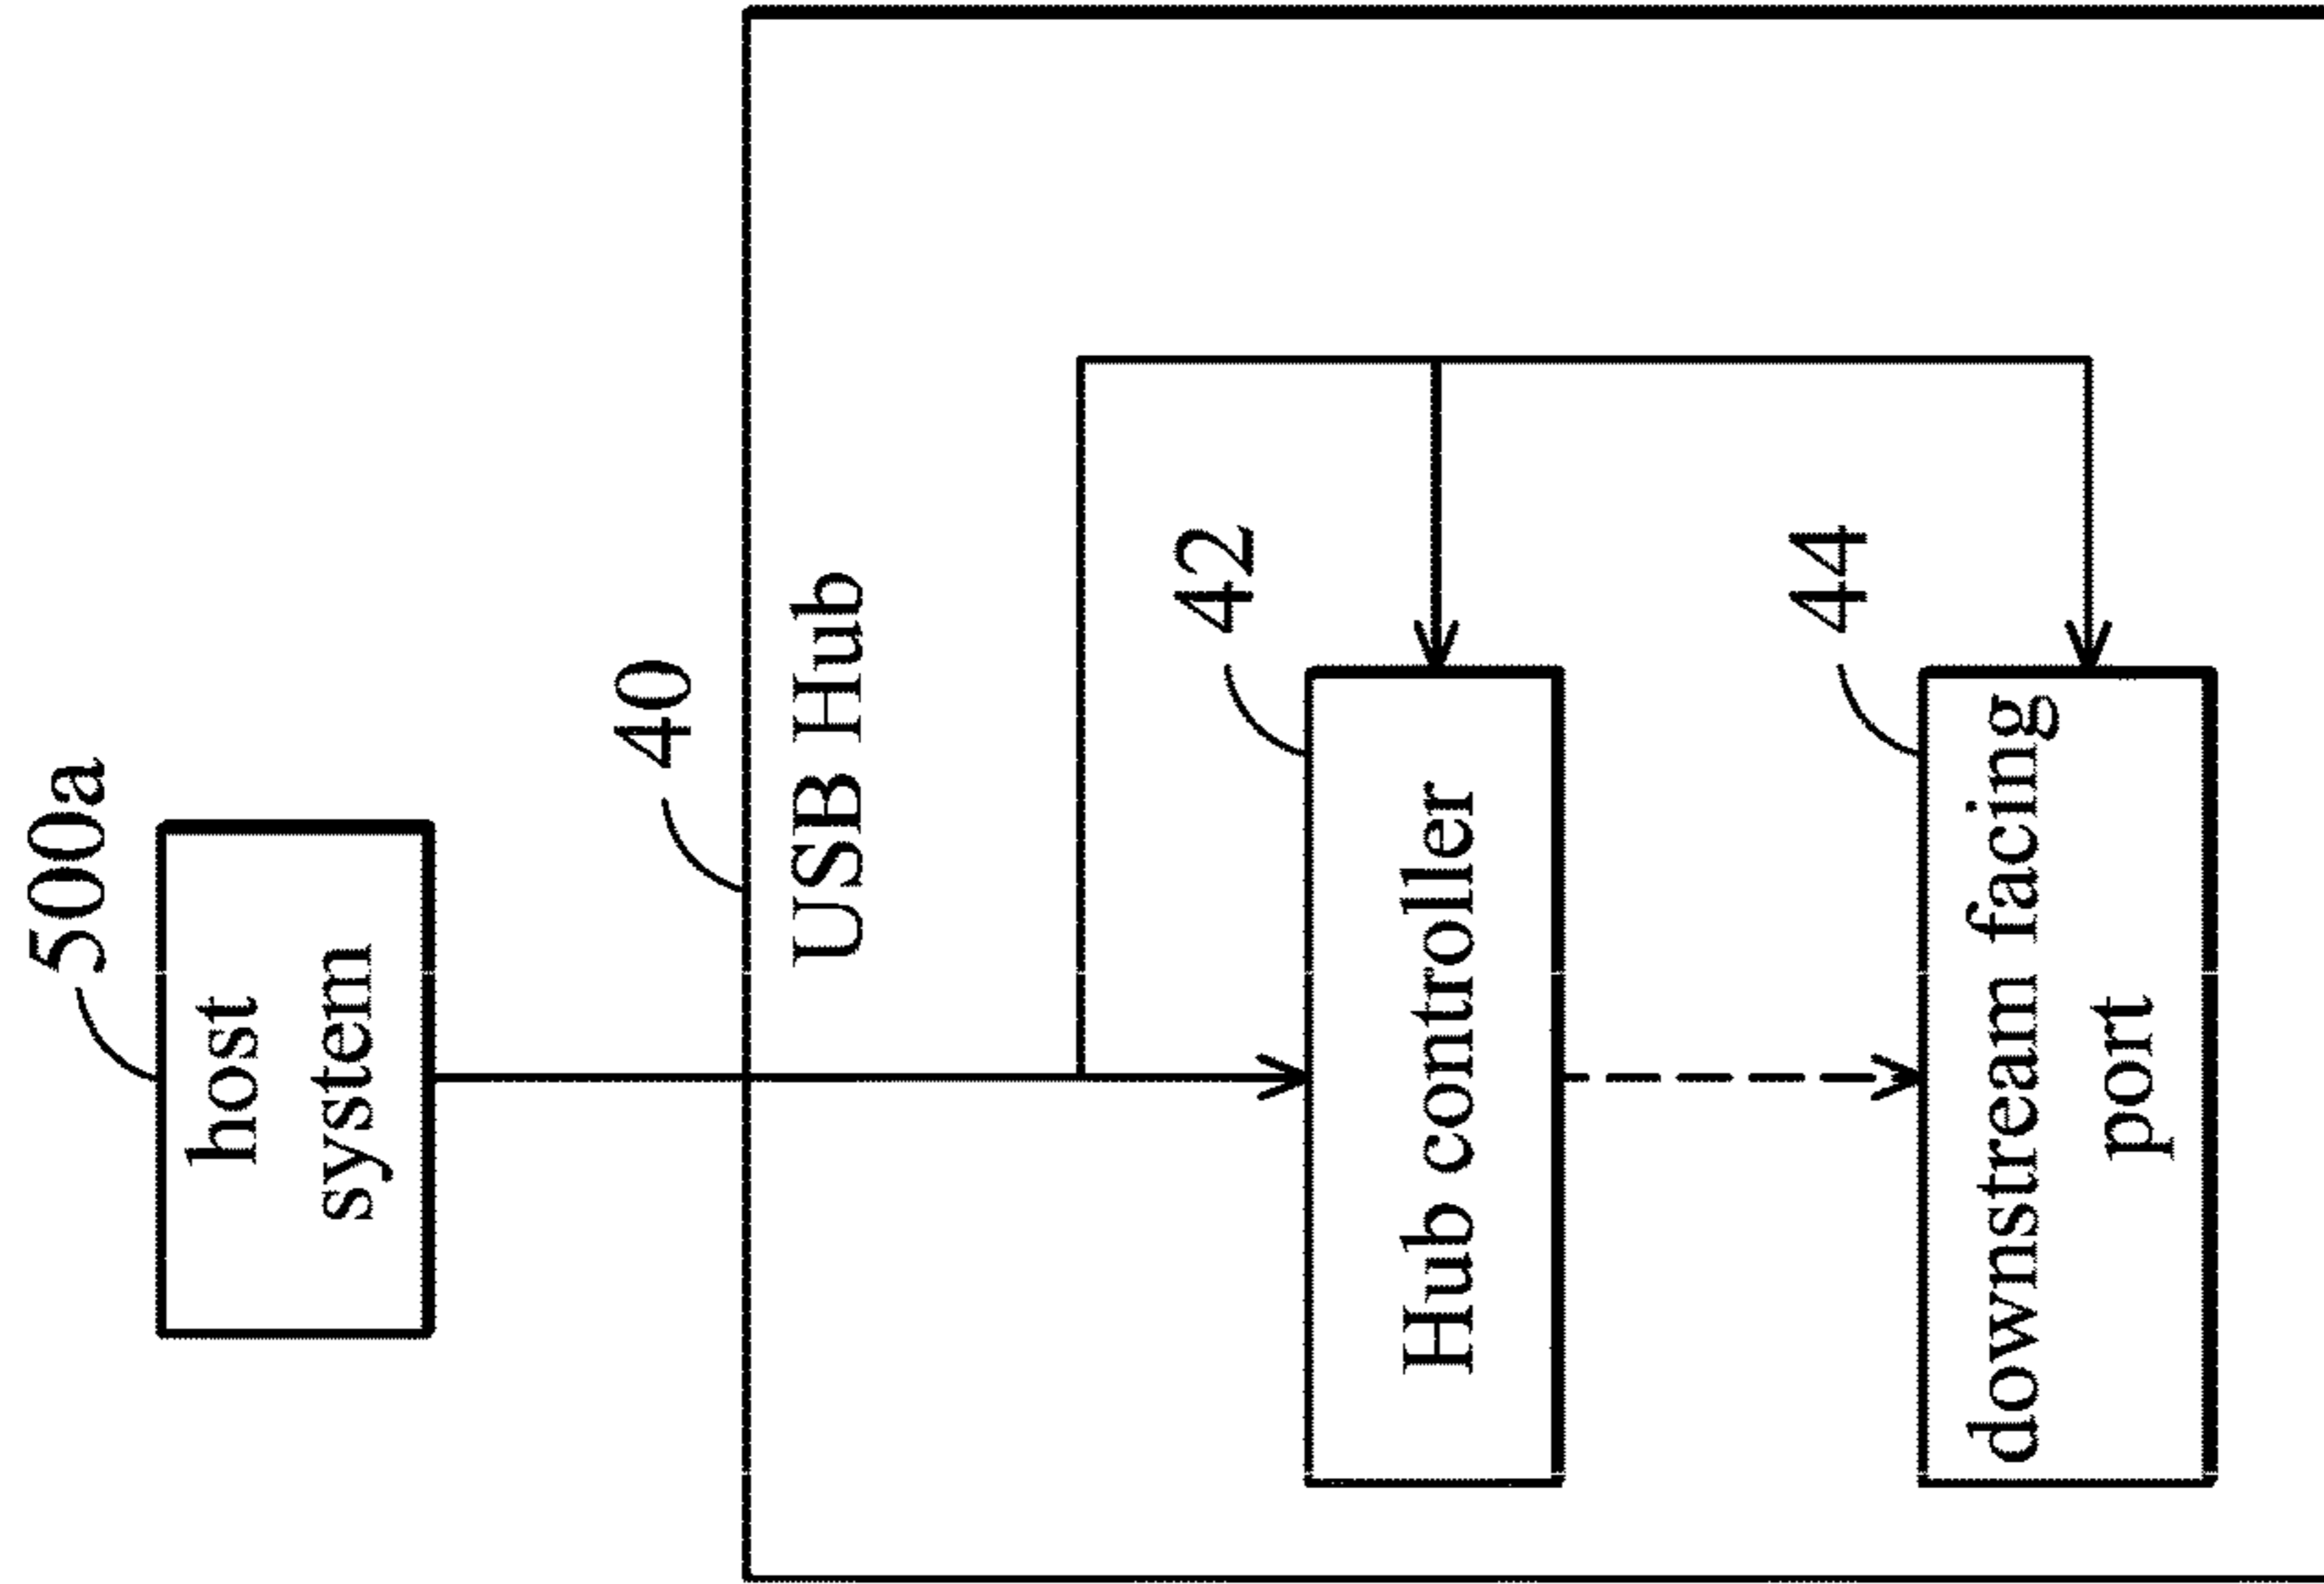 500a
host
system
40
USB Hub
42
Hub controller
44
downstream facing
port